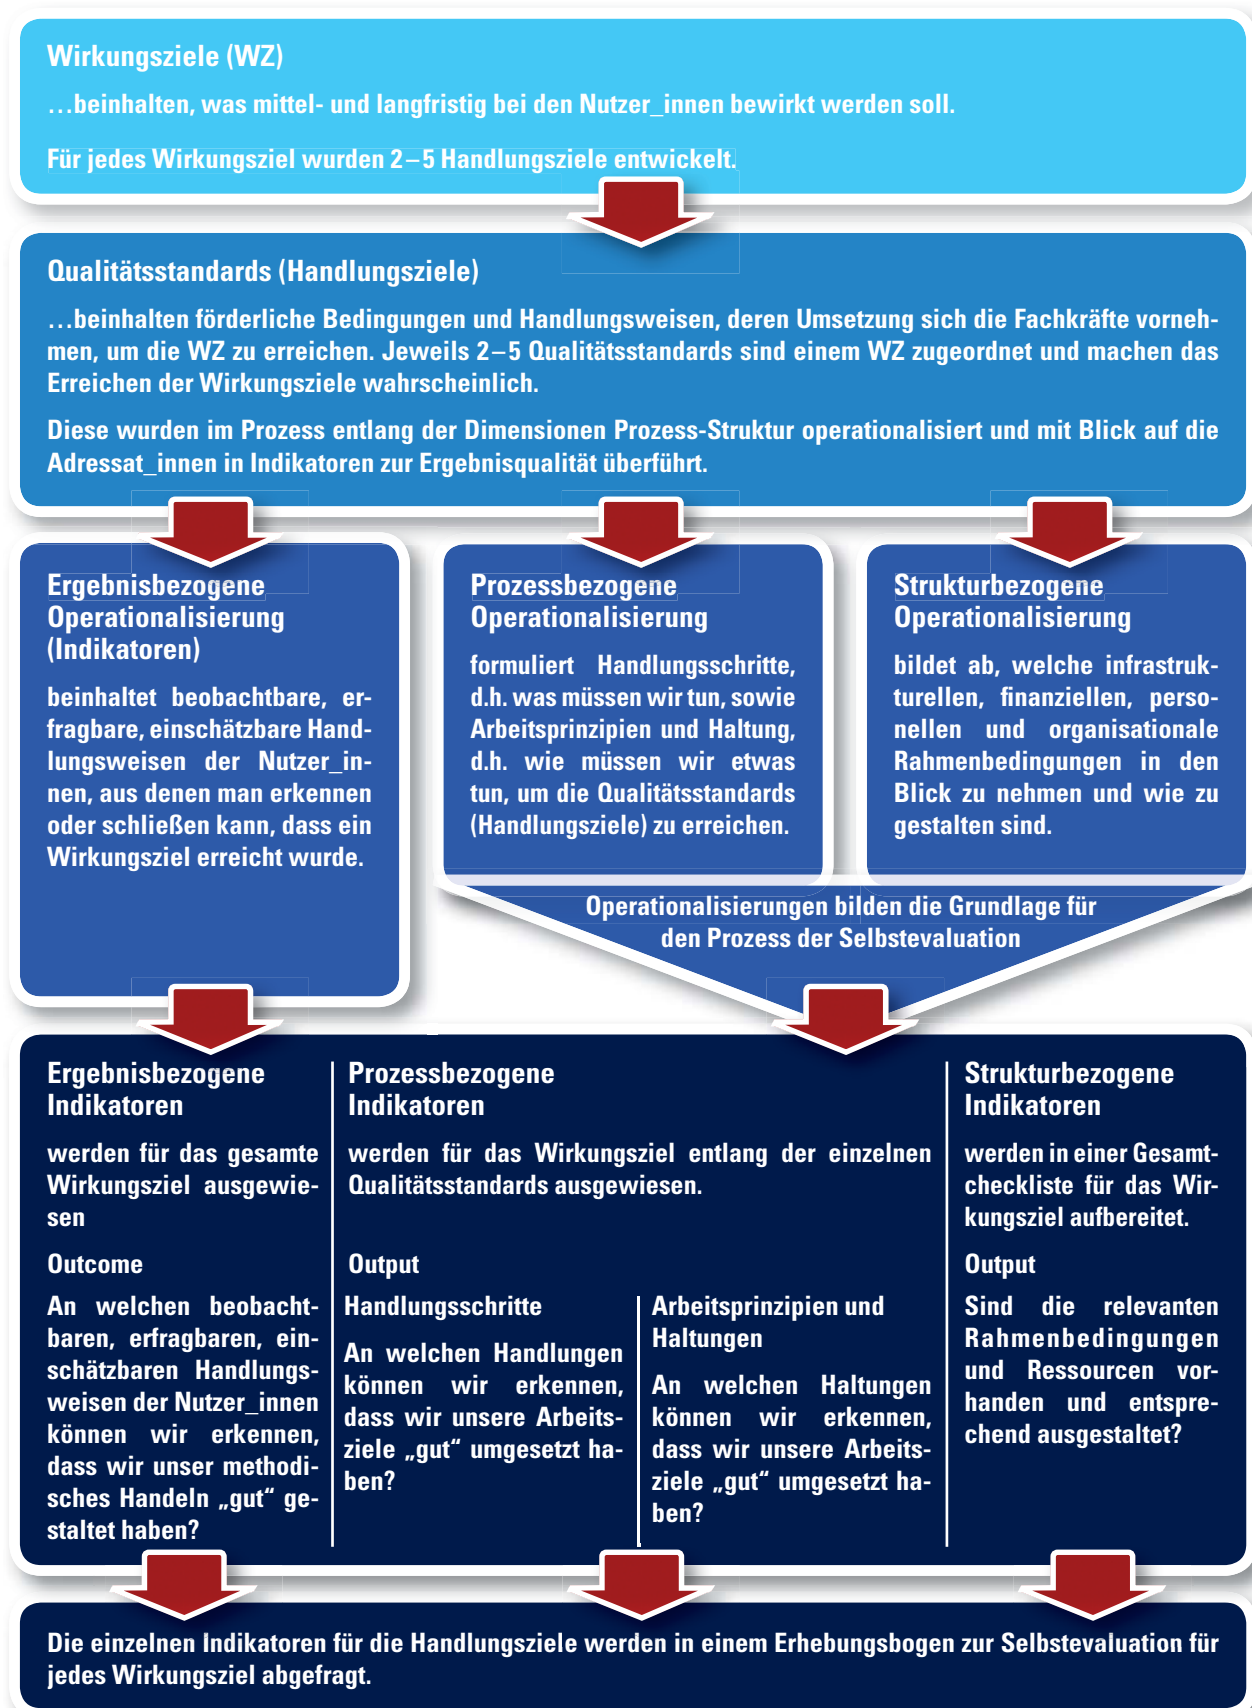 Wirkungsziele (WZ)
…beinhalten, was mittel- und langfristig bei den Nutzer_innen bewirkt werden soll.
Für jedes Wirkungsziel wurden 2–5 Handlungsziele entwickelt.
Qualitätsstandards (Handlungsziele)
…beinhalten förderliche Bedingungen und Handlungsweisen, deren Umsetzung sich die Fachkräfte vorneh-
men, um die WZ zu erreichen. Jeweils 2–5 Qualitätsstandards sind einem WZ zugeordnet und machen das
Erreichen der Wirkungsziele wahrscheinlich.
Diese wurden im Prozess entlang der Dimensionen Prozess-Struktur operationalisiert und mit Blick auf die
Adressat_innen in Indikatoren zur Ergebnisqualität überführt.
Ergebnisbezogene
Operationalisierung
(Indikatoren)
beinhaltet beobachtbare, er-
fragbare, einschätzbare Hand-
lungsweisen der Nutzer_in-
nen, aus denen man erkennen
oder schließen kann, dass ein
Wirkungsziel erreicht wurde.
Prozessbezogene
Operationalisierung
formuliert Handlungsschritte,
d.h. was müssen wir tun, sowie
Arbeitsprinzipien und Haltung,
d.h. wie müssen wir etwas
tun, um die Qualitätsstandards
(Handlungsziele) zu erreichen.
Strukturbezogene
Operationalisierung
bildet ab, welche infrastruk-
turellen, finanziellen, perso-
nellen und organisationale
Rahmenbedingungen in den
Blick zu nehmen und wie zu
gestalten sind.
Operationalisierungen bilden die Grundlage für
den Prozess der Selbstevaluation
Ergebnisbezogene
Indikatoren
werden für das gesamte
Wirkungsziel ausgewie-
sen
Outcome
An welchen beobacht-
baren, erfragbaren, ein-
schätzbaren Handlungs-
weisen der Nutzer_innen
können wir erkennen,
dass wir unser methodi-
sches Handeln „gut“ ge-
staltet haben?
Prozessbezogene
Indikatoren
werden für das Wirkungsziel entlang der einzelnen
Qualitätsstandards ausgewiesen.
Output
Handlungsschritte
An welchen Handlungen
können wir erkennen,
dass wir unsere Arbeits-
ziele „gut“ umgesetzt ha-
ben?
Arbeitsprinzipien und
Haltungen
An welchen Haltungen
können wir erkennen,
dass wir unsere Arbeits-
ziele „gut“ umgesetzt ha-
ben?
Strukturbezogene
Indikatoren
werden in einer Gesamt-
checkliste für das Wir-
kungsziel aufbereitet.
Output
Sind die relevanten
Rahmenbedingungen
und Ressourcen vor-
handen und entspre-
chend ausgestaltet?
Die einzelnen Indikatoren für die Handlungsziele werden in einem Erhebungsbogen zur Selbstevaluation für
jedes Wirkungsziel abgefragt.